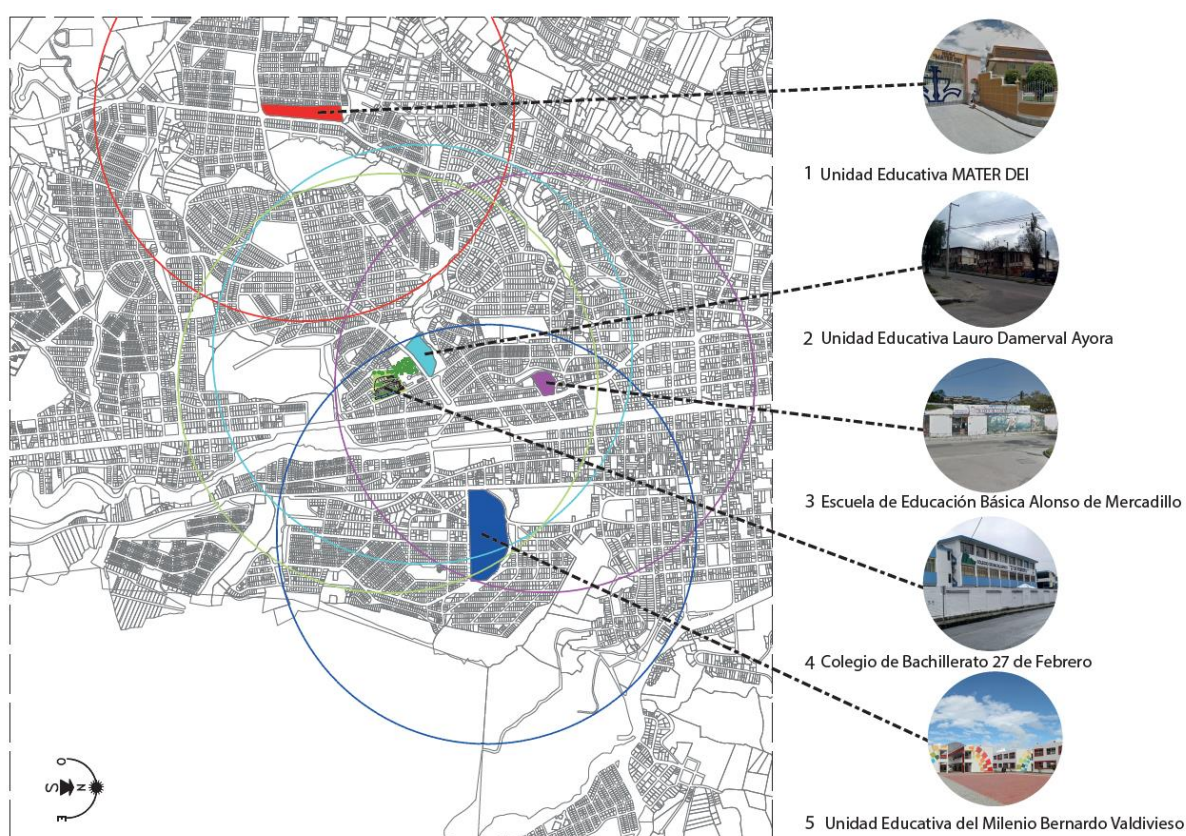 1 Unidad Educativa MATER DEI
2 Unidad Educativa Lauro Damerval Ayora
3 Escuela de Educación Básica Alonso de Mercadillo
4 Colegio de Bachillerato 27 de Febrero
5 Unidad Educativa del Milenio Bernardo Valdivieso
O
S
N
E